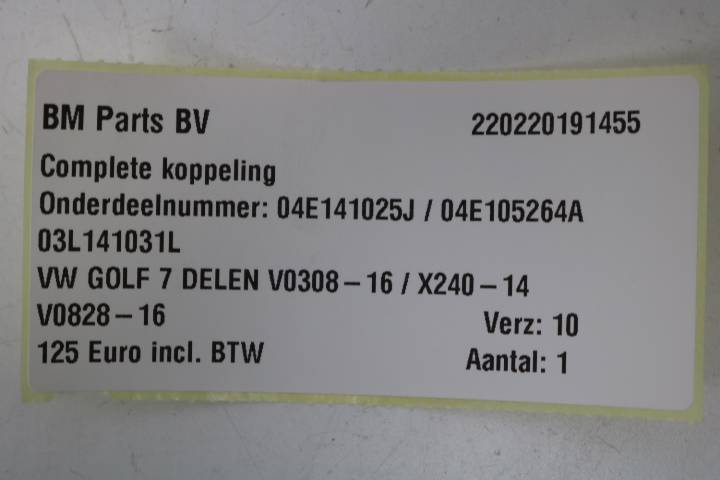 BM Parts BV 220220191455
Complete koppeling
Onderdeelnummer: 04E141025J / 04E105264A
03L141031L
VW GOLF 7 DELEN V0308-16 / X240-14
V0828-16 Verz: 10
125 Euro incl. BTW Aantal: 1